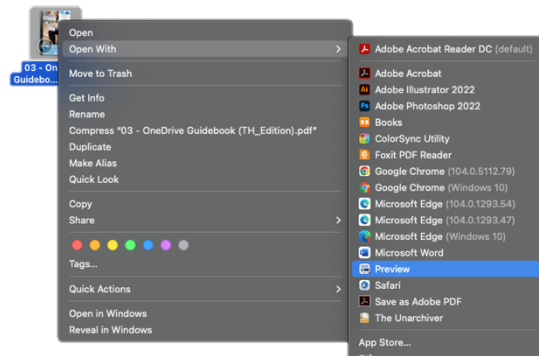 03 - On
Guidebo...
Open
Open With
Move to Trash
Get Info
Rename
Compress "03 - OneDrive Guidebook (TH_Edition).pdf"
Duplicate
Make Alias
Quick Look
Copy
Share
Tags...
Quick Actions
Open in Windows
Reveal in Windows
Adobe Acrobat Reader DC (default)
Adobe Acrobat
Adobe Illustrator 2022
Adobe Photoshop 2022
Books
ColorSync Utility
Foxit PDF Reader
Google Chrome (104.0.5112.79)
Google Chrome (Windows 10)
Microsoft Edge (104.0.1293.54)
Microsoft Edge (104.0.1293.47)
Microsoft Edge (Windows 10)
Microsoft Word
Preview
Safari
Save as Adobe PDF
The Unarchiver
App Store...